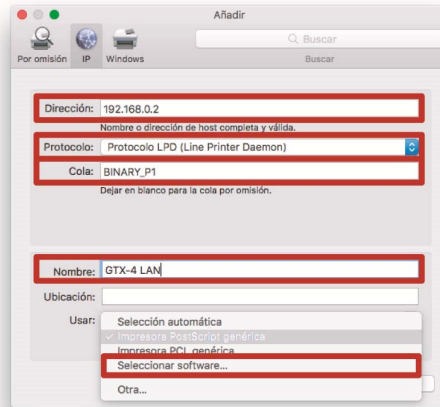 Añadir
Buscar
Por omisión IP Windows Buscar
Dirección: 192.168.0.2
Nombre o dirección de host completa y válida.
Protocolo: Protocolo LPD (Line Printer Daemon)
Cola: BINARY_P1
Dejar en blanco para la cola por omisión.
Nombre: GTX-4 LAN
Ubicación:
Usar: Selección automática
✓ Impresora PostScript genérica
Impresora PCL genérica
Seleccionar software...
Otra...